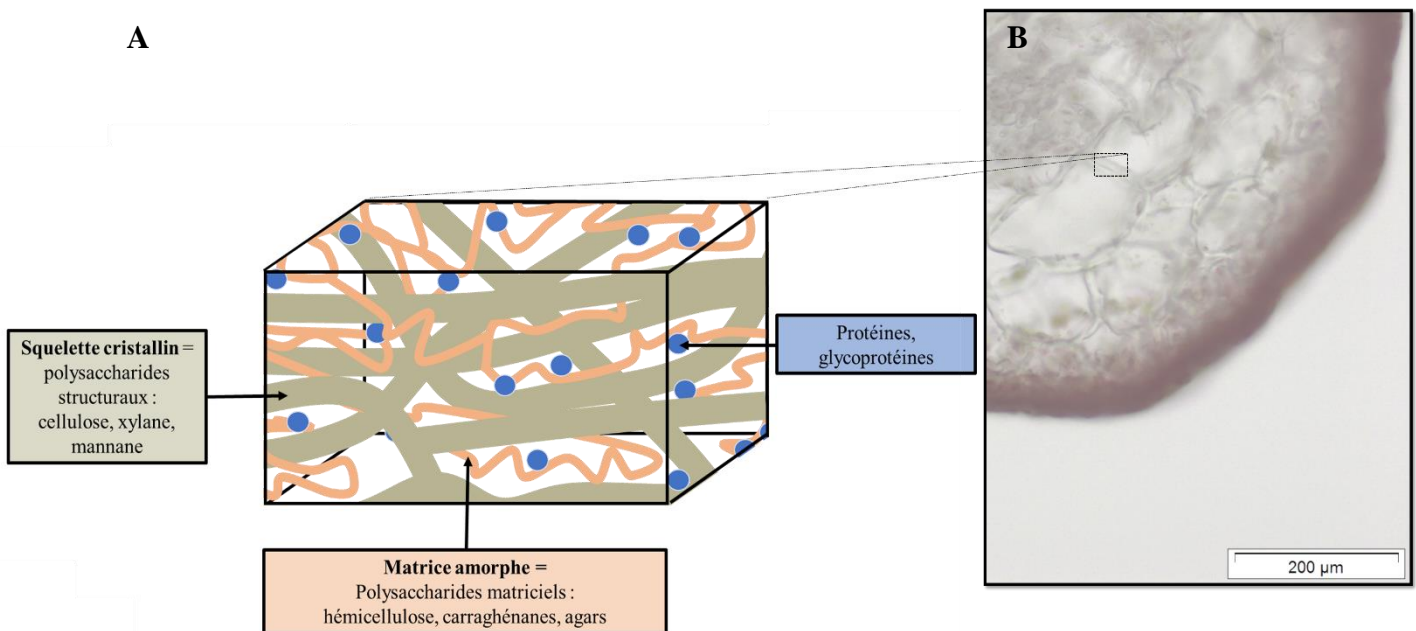 A
B
Squelette cristallin =
polysaccharides
structuraux :
cellulose, xylane,
mannane
Protéines,
glycoprotéines
Matrice amorphe =
Polysaccharides matriciels :
hémicellulose, carraghénanes, agars
200 µm